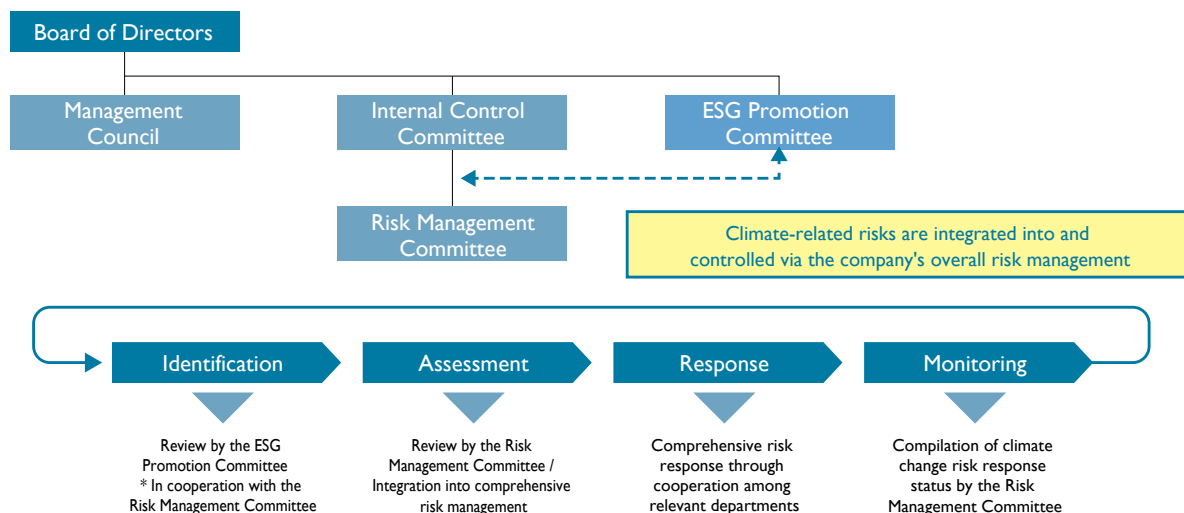 Board of Directors
Management
Council
Internal Control
Committee
ESG Promotion
Committee
Risk Management
Committee
Climate-related risks are integrated into and
controlled via the company's overall risk management
Identification
Assessment
Response
Monitoring
Review by the ESG
Promotion Committee
* In cooperation with the
Risk Management Committee
Review by the Risk
Management Committee /
Integration into comprehensive
risk management
Comprehensive risk
response through
cooperation among
relevant departments
Compilation of climate
change risk response
status by the Risk
Management Committee